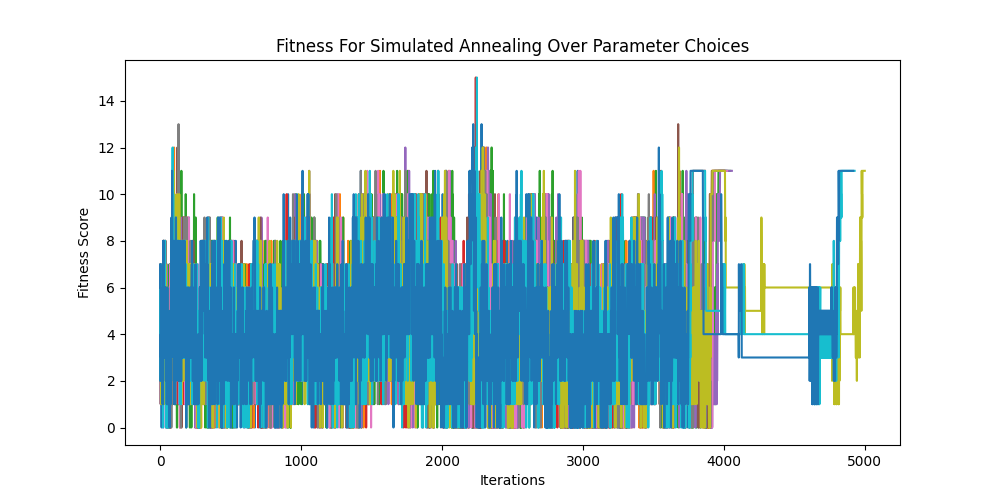 Fitness For Simulated Annealing Over Parameter Choices
Fitness Score
14
12
10
8
6
4
2
0
0 1000 2000 3000 4000 5000
Iterations